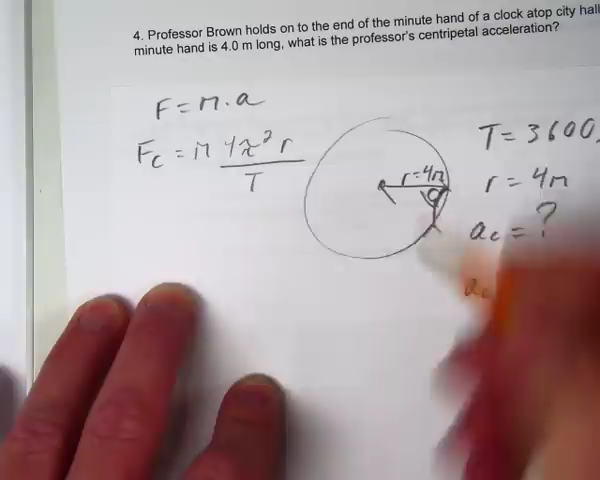 4. Professor Brown holds on to the end of the minute hand of a clock atop city hall
minute hand is 4.0 m long, what is the professor's centripetal acceleration?
F = m . a
Fc = m 4π² r
T
r = 4m
T = 3600
r = 4m
ac = ?
ac